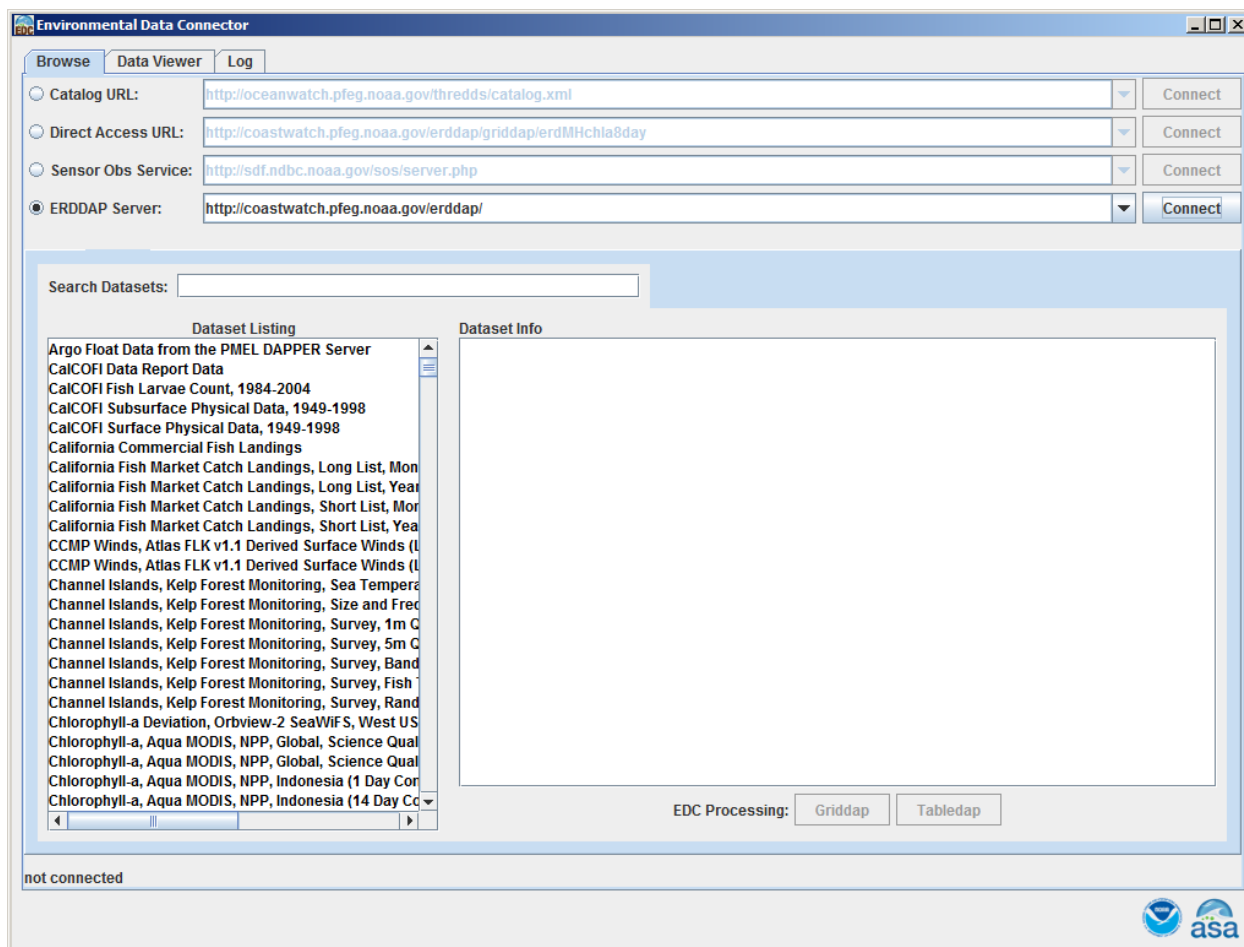 EDC Environmental Data Connector
Browse Data Viewer Log
Catalog URL: http://oceanwatch.pfeg.noaa.gov/thredds/catalog.xml Connect
Direct Access URL: http://coastwatch.pfeg.noaa.gov/erddap/griddap/erdMHchla8day Connect
Sensor Obs Service: http://sdf.ndbc.noaa.gov/sos/server.php Connect
ERDDAP Server: http://coastwatch.pfeg.noaa.gov/erddap/ Connect
Search Datasets:
Dataset Listing Dataset Info
Argo Float Data from the PMEL DAPPER Server
CalCOFI Data Report Data
CalCOFI Fish Larvae Count, 1984-2004
CalCOFI Subsurface Physical Data, 1949-1998
CalCOFI Surface Physical Data, 1949-1998
California Commercial Fish Landings
California Fish Market Catch Landings, Long List, Mon
California Fish Market Catch Landings, Long List, Year
California Fish Market Catch Landings, Short List, Mon
California Fish Market Catch Landings, Short List, Yea
CCMP Winds, Atlas FLK v1.1 Derived Surface Winds (L
CCMP Winds, Atlas FLK v1.1 Derived Surface Winds (L
Channel Islands, Kelp Forest Monitoring, Sea Tempera
Channel Islands, Kelp Forest Monitoring, Size and Freq
Channel Islands, Kelp Forest Monitoring, Survey, 1m Q
Channel Islands, Kelp Forest Monitoring, Survey, 5m Q
Channel Islands, Kelp Forest Monitoring, Survey, Band
Channel Islands, Kelp Forest Monitoring, Survey, Fish T
Channel Islands, Kelp Forest Monitoring, Survey, Rand
Chlorophyll-a Deviation, Orbview-2 SeaWiFS, West US
Chlorophyll-a, Aqua MODIS, NPP, Global, Science Qual
Chlorophyll-a, Aqua MODIS, NPP, Global, Science Qual
Chlorophyll-a, Aqua MODIS, NPP, Indonesia (1 Day Com
Chlorophyll-a, Aqua MODIS, NPP, Indonesia (14 Day Co
EDC Processing: Griddap Tabledap
not connected
asa